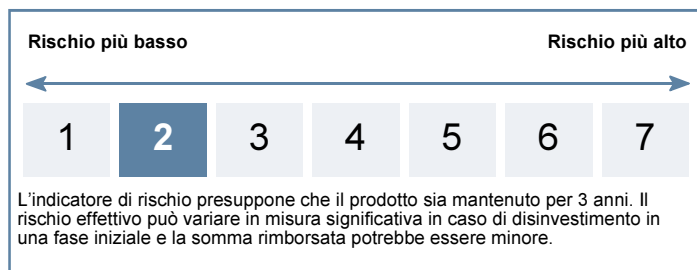 Rischio più basso Rischio più alto
1 2 3 4 5 6 7
L'indicatore di rischio presuppone che il prodotto sia mantenuto per 3 anni. Il
rischio effettivo può variare in misura significativa in caso di disinvestimento in
una fase iniziale e la somma rimborsata potrebbe essere minore.